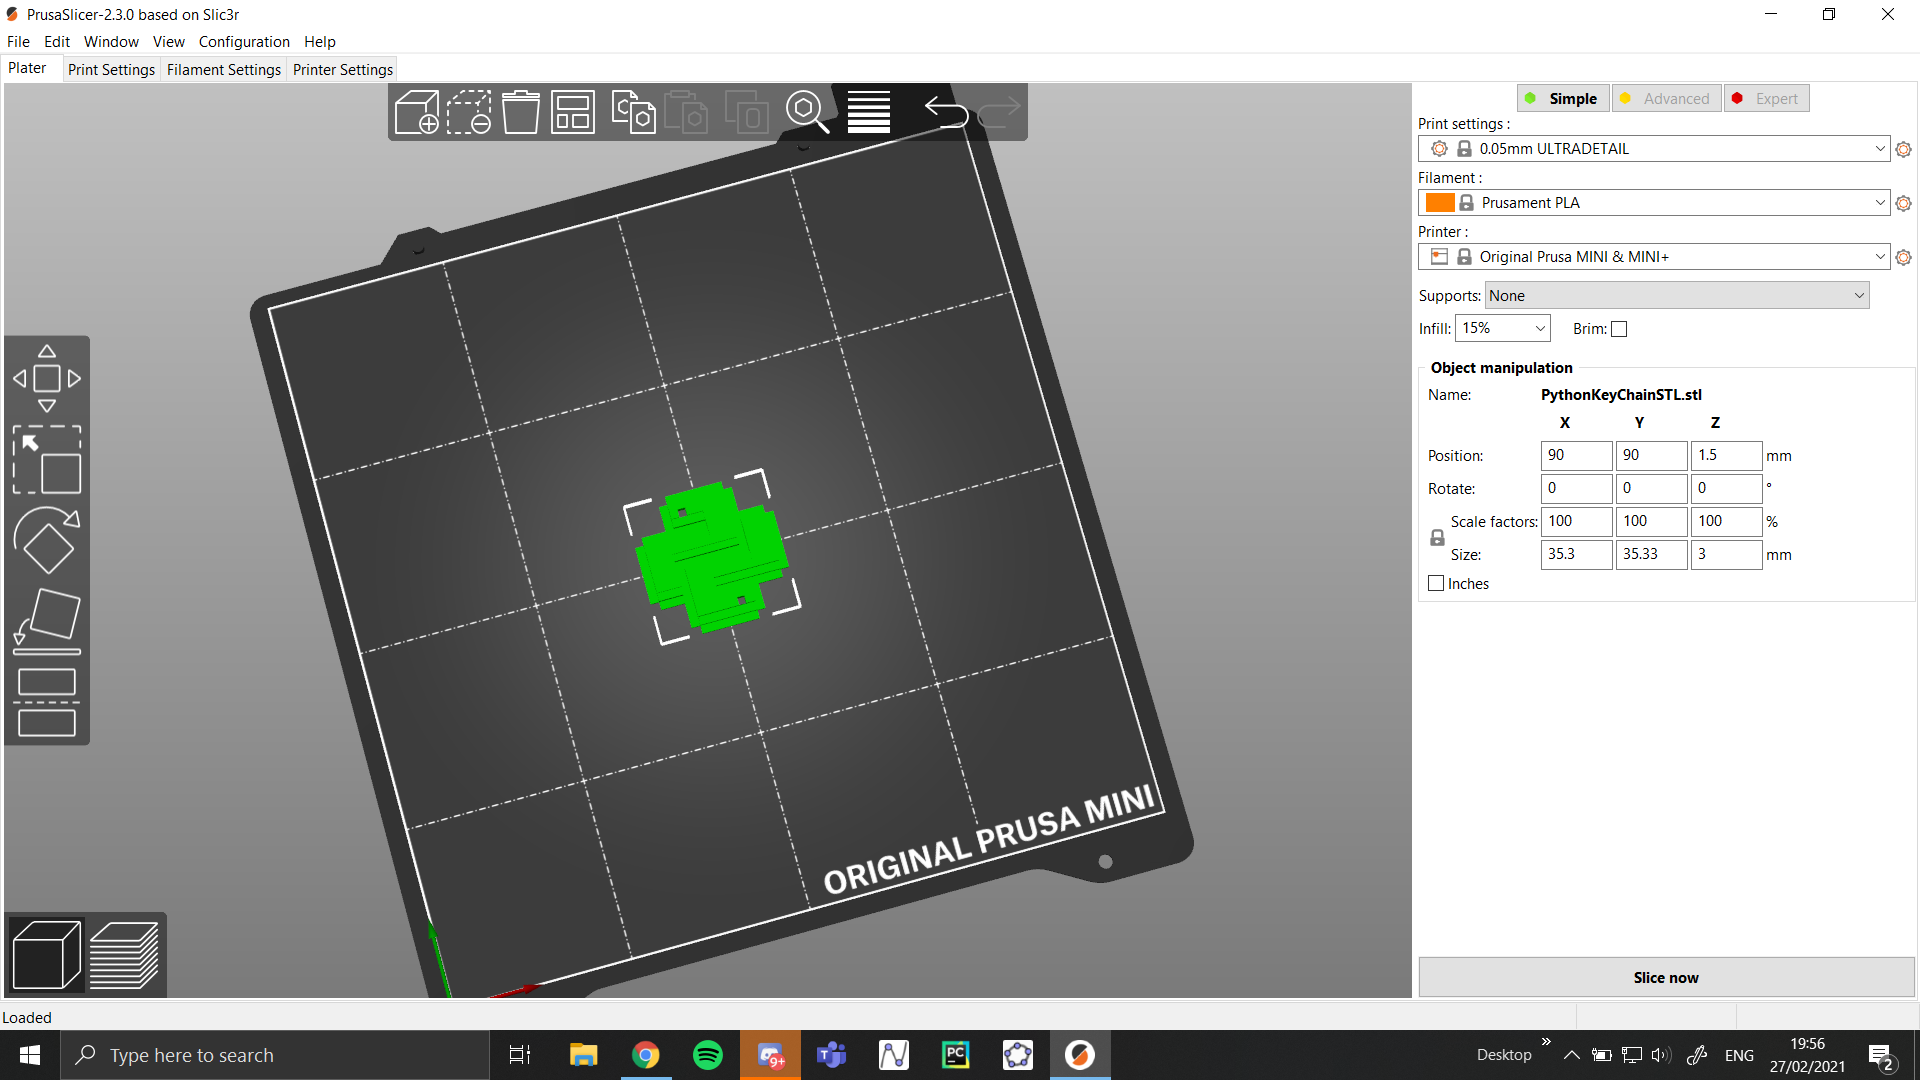 PrusaSlicer-2.3.0 based on Slic3r
File Edit Window View Configuration Help
Plater Print Settings Filament Settings Printer Settings
Simple Advanced Expert
Print settings :
0.05mm ULTRADETAIL
Filament :
Prusament PLA
Printer :
Original Prusa MINI & MINI+
Supports: None
Infill: 15% Brim:
Object manipulation
Name: PythonKeyChainSTL.stl
X Y Z
Position: 90 90 1.5 mm
Rotate: 0 0 0 °
Scale factors: 100 100 100 %
Size: 35.3 35.33 3 mm
Inches
ORIGINAL PRUSA MINI
Slice now
Loaded
Type here to search
9+
T
PC
Desktop
»
ENG
19:56
27/02/2021
2